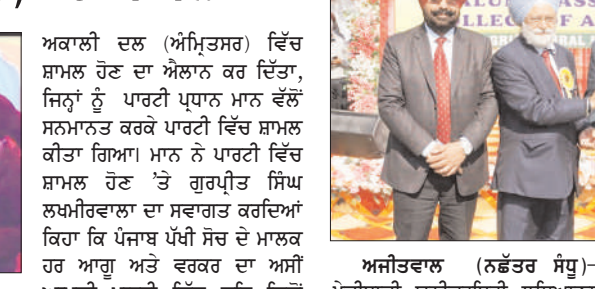 ਅਕਾਲੀ ਦਲ (ਅੰਮ੍ਰਿਤਸਰ) ਵਿੱਚ
ਸ਼ਾਮਲ ਹੋਣ ਦਾ ਐਲਾਨ ਕਰ ਦਿੱਤਾ,
ਜਿਨ੍ਹਾਂ ਨੂੰ ਪਾਰਟੀ ਪ੍ਰਧਾਨ ਮਾਨ ਵੱਲੋਂ
ਸਨਮਾਨਤ ਕਰਕੇ ਪਾਰਟੀ ਵਿੱਚ ਸ਼ਾਮਲ
ਕੀਤਾ ਗਿਆ। ਮਾਨ ਨੇ ਪਾਰਟੀ ਵਿੱਚ
ਸ਼ਾਮਲ ਹੋਣ 'ਤੇ ਗੁਰਪ੍ਰੀਤ ਸਿੰਘ
ਲਖਮੀਰਵਾਲਾ ਦਾ ਸਵਾਗਤ ਕਰਦਿਆਂ
ਕਿਹਾ ਕਿ ਪੰਜਾਬ ਪੱਖੀ ਸੋਚ ਦੇ ਮਾਲਕ
ਹਰ ਆਗੂ ਅਤੇ ਵਰਕਰ ਦਾ ਅਸੀਂ
ਅਜੀਤਵਾਲ (ਨਛੱਤਰ ਸੰਧੂ)-